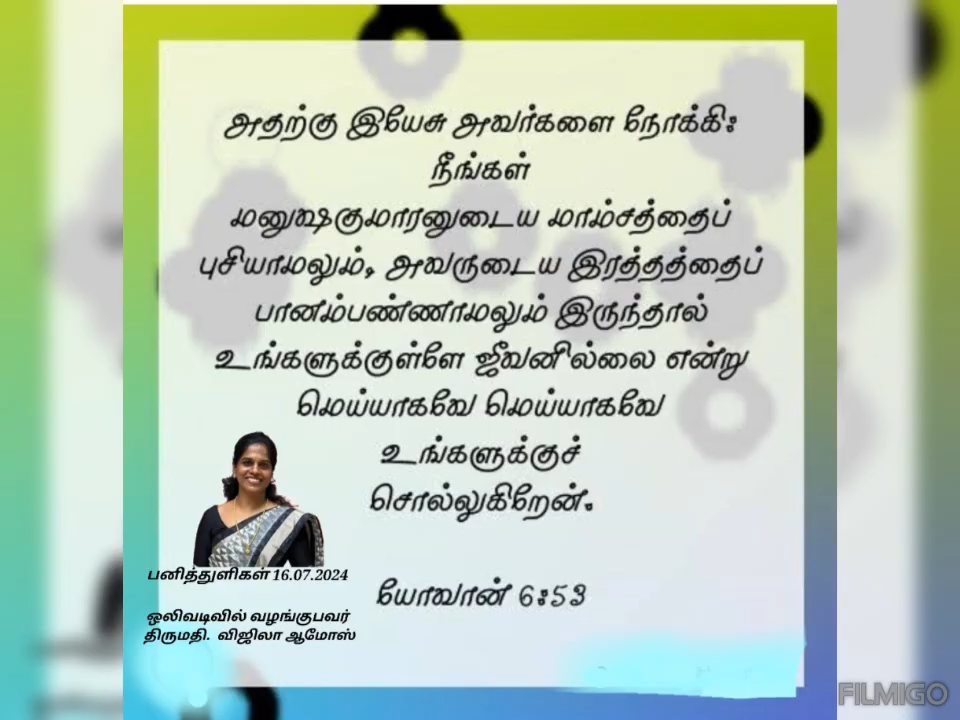 அதற்கு இயேசு அவர்களை நோக்கி:
நீங்கள்
மனுஷகுமாரனுடைய மாம்சத்தைப்
புசியாமலும், அவருடைய இரத்தத்தைப்
பானம்பண்ணாமலும் இருந்தால்
உங்களுக்குள்ளே ஜீவனில்லை என்று
மெய்யாகவே மெய்யாகவே
உங்களுக்குச்
சொல்லுகிறேன்.
யோவான் 6:53
பனித்துளிகள் 16.07.2024
ஒலிவடிவில் வழங்குபவர்
திருமதி. விஜிலா ஆமோஸ்
FILMIGO